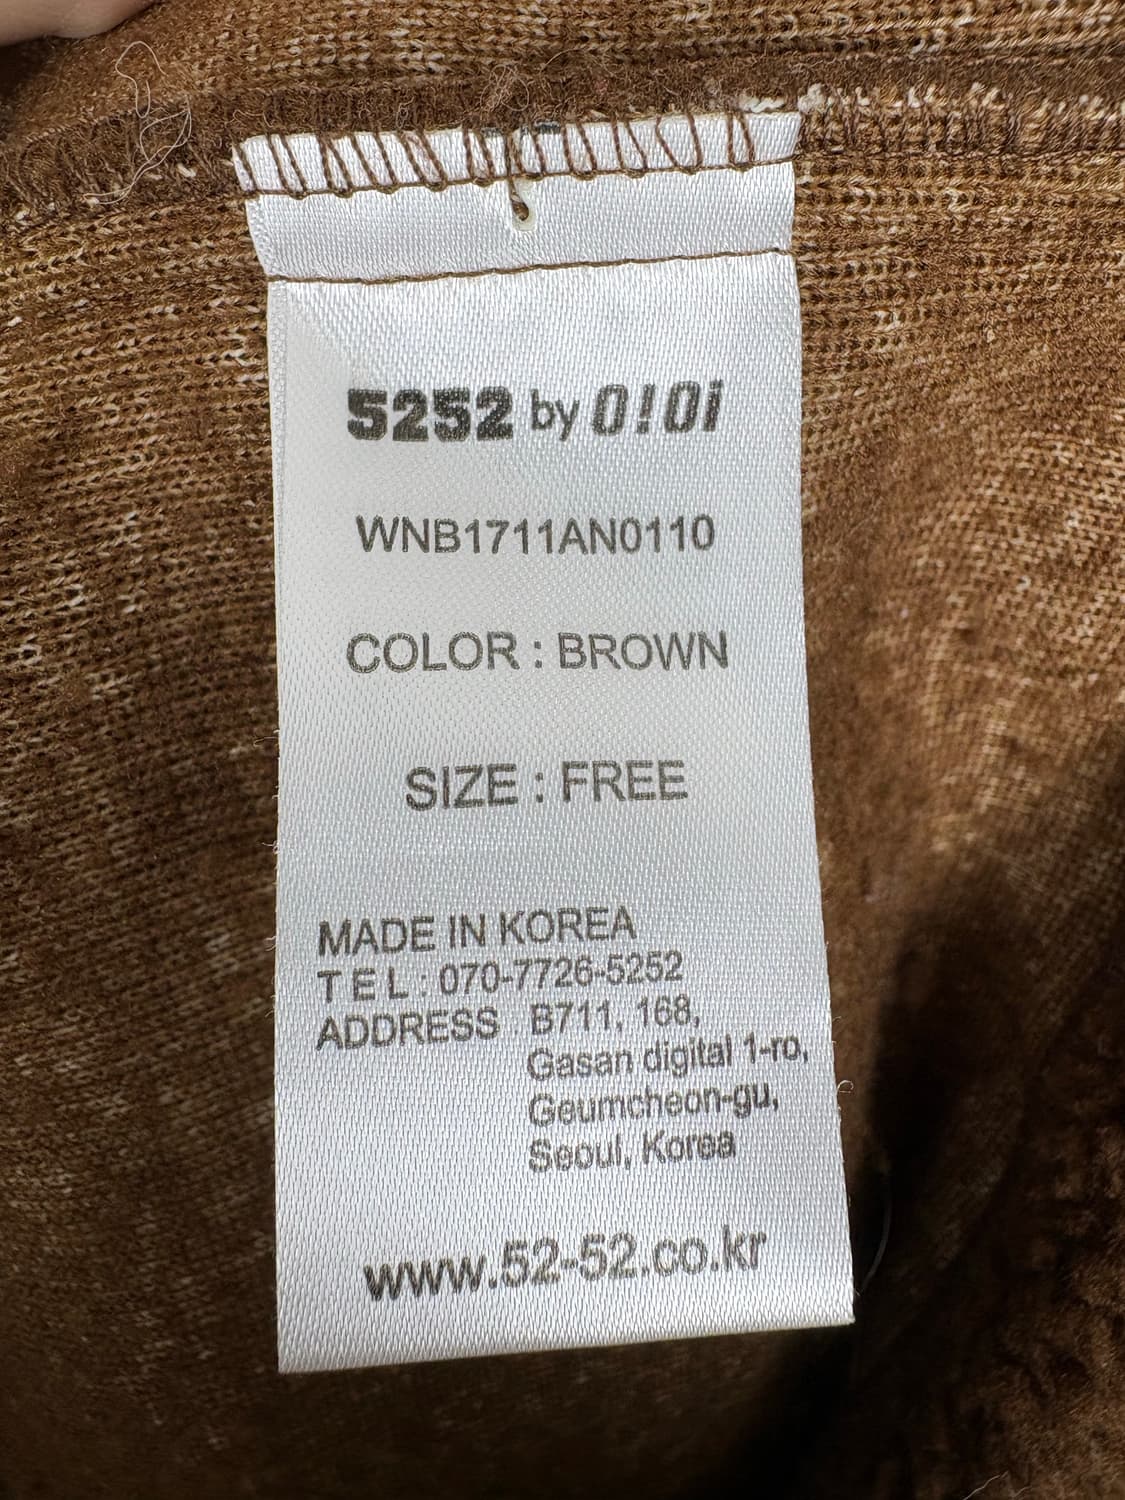 5252 by O!Oi
WNB1711AN0110
COLOR : BROWN
SIZE : FREE
MADE IN KOREA
TEL : 070-7726-5252
ADDRESS B711, 168,
Gasan digital 1-ro,
Geumcheon-gu,
Seoul, Korea
www.52-52.co.kr